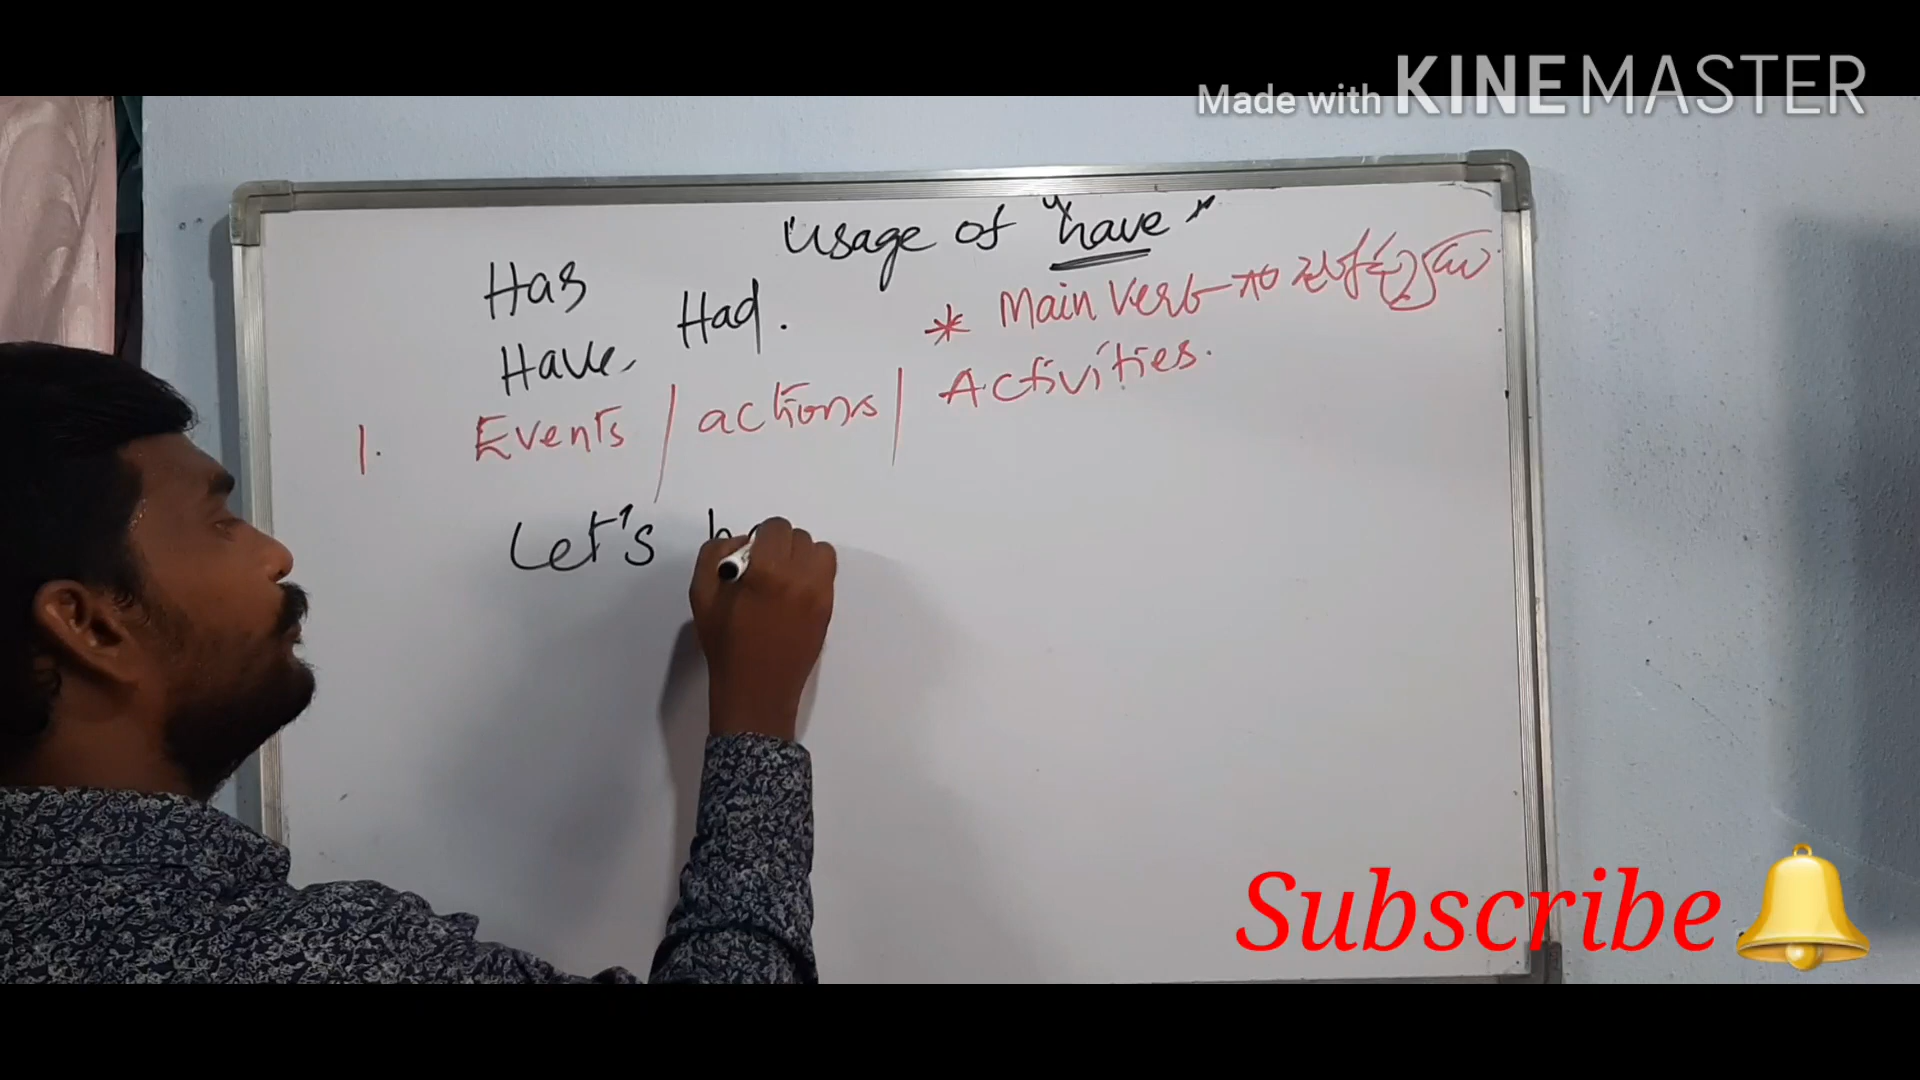 Made with KINEMASTER
"Usage of "have"
Has
Had.
Have
* Main Verb
1. Events / actions / Activities.
Let's
Subscribe